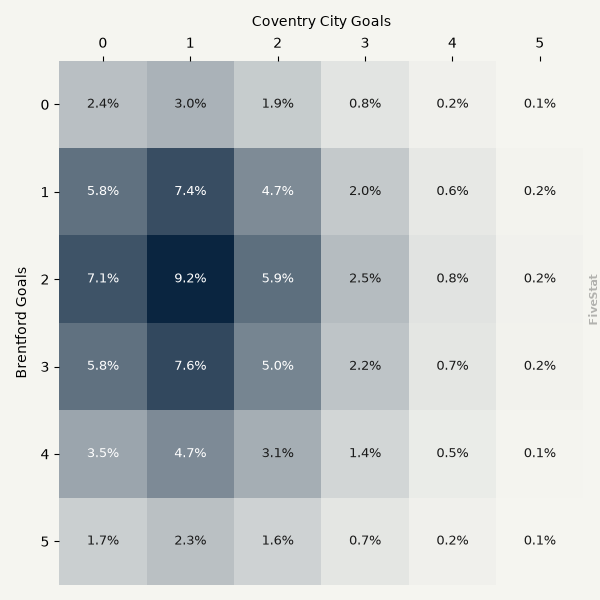 Coventry City Goals
0 1 2 3 4 5
0 2.4% 3.0% 1.9% 0.8% 0.2% 0.1%
1 5.8% 7.4% 4.7% 2.0% 0.6% 0.2%
2 7.1% 9.2% 5.9% 2.5% 0.8% 0.2%
3 5.8% 7.6% 5.0% 2.2% 0.7% 0.2%
4 3.5% 4.7% 3.1% 1.4% 0.5% 0.1%
5 1.7% 2.3% 1.6% 0.7% 0.2% 0.1%
Brentford Goals
FiveStat